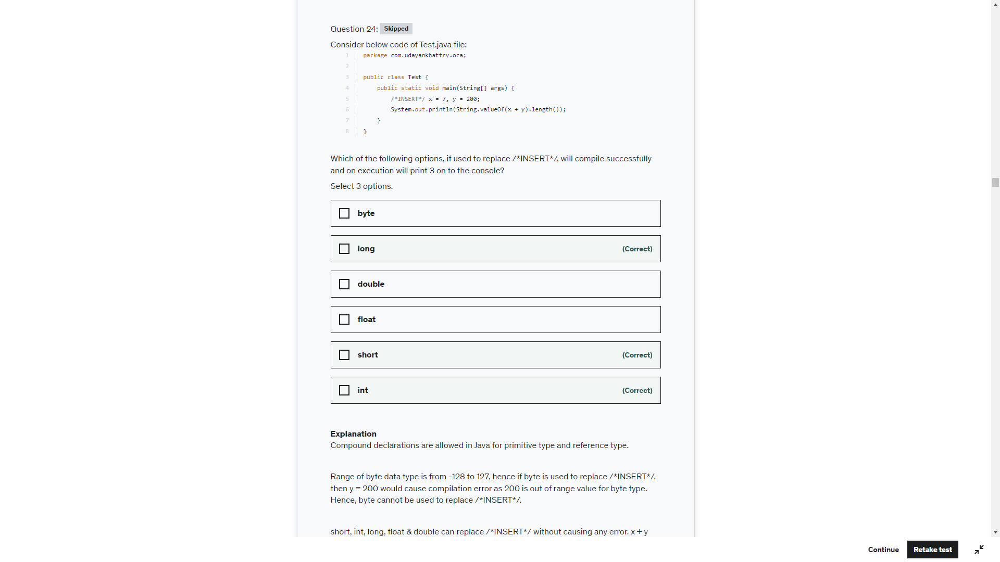 Question 24: Skipped
Consider below code of Test.java file:
1 package com.udayankhattry.oca;
2
3 public class Test {
4 public static void main(String[] args) {
5 /*INSERT*/ x = 7, y = 200;
6 System.out.println(String.valueOf(x + y).length());
7 }
8 }
Which of the following options, if used to replace /*INSERT*/, will compile successfully
and on execution will print 3 on to the console?
Select 3 options.
byte
long (Correct)
double
float
short (Correct)
int (Correct)
Explanation
Compound declarations are allowed in Java for primitive type and reference type.
Range of byte data type is from -128 to 127, hence if byte is used to replace /*INSERT*/,
then y = 200 would cause compilation error as 200 is out of range value for byte type.
Hence, byte cannot be used to replace /*INSERT*/.
short, int, long, float & double can replace /*INSERT*/ without causing any error. x + y
Continue Retake test